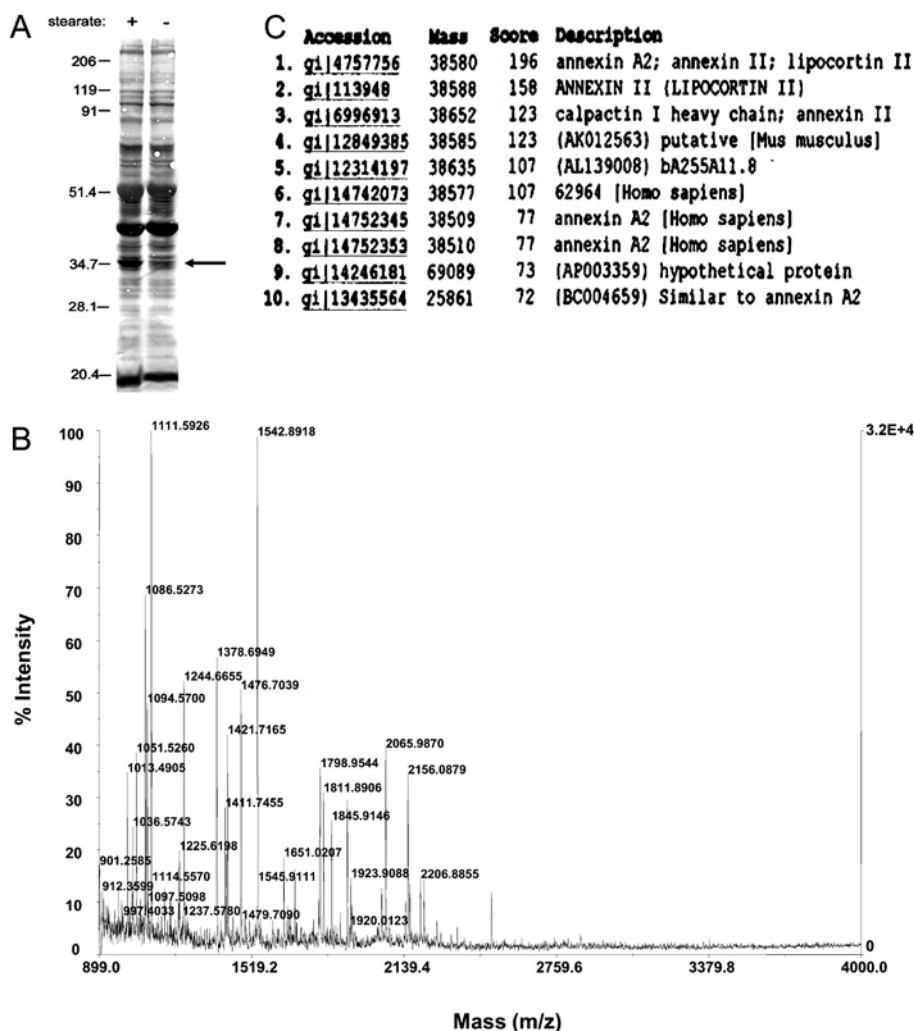 A
stearate: + -
206
119
91
51.4
34.7
28.1
20.4
C
Accession Mass Score Description
1. gi|4757756 38580 196 annexin A2; annexin II; lipocortin II
2. gi|113948 38588 158 ANNEXIN II (LIPOCORTIN II)
3. gi|6996913 38652 123 calpactin I heavy chain; annexin II
4. gi|12849385 38585 123 (AK012563) putative [Mus musculus]
5. gi|12314197 38635 107 (AL139008) bA255A11.8
6. gi|14742073 38577 107 62964 [Homo sapiens]
7. gi|14752345 38509 77 annexin A2 [Homo sapiens]
8. gi|14752353 38510 77 annexin A2 [Homo sapiens]
9. gi|14246181 69089 73 (AP003359) hypothetical protein
10. gi|13435564 25861 72 (BC004659) Similar to annexin A2
B
% Intensity
100
90
80
70
60
50
40
30
20
10
0
3.2E+4
0
1111.5926
1542.8918
1086.5273
1378.6949
1244.6655
1476.7039
1094.5700
1421.7165
1051.5260
1013.4905
2065.9870
1798.9544
2156.0879
1811.8906
1411.7455
1036.5743
1845.9146
1225.6198
1651.0207
901.2585
1114.5570
1545.9111
1923.9088
2206.8855
912.3599
1097.5098
997.4033
1237.5780
1479.7090
1920.0123
899.0 1519.2 2139.4 2759.6 3379.8 4000.0
Mass (m/z)